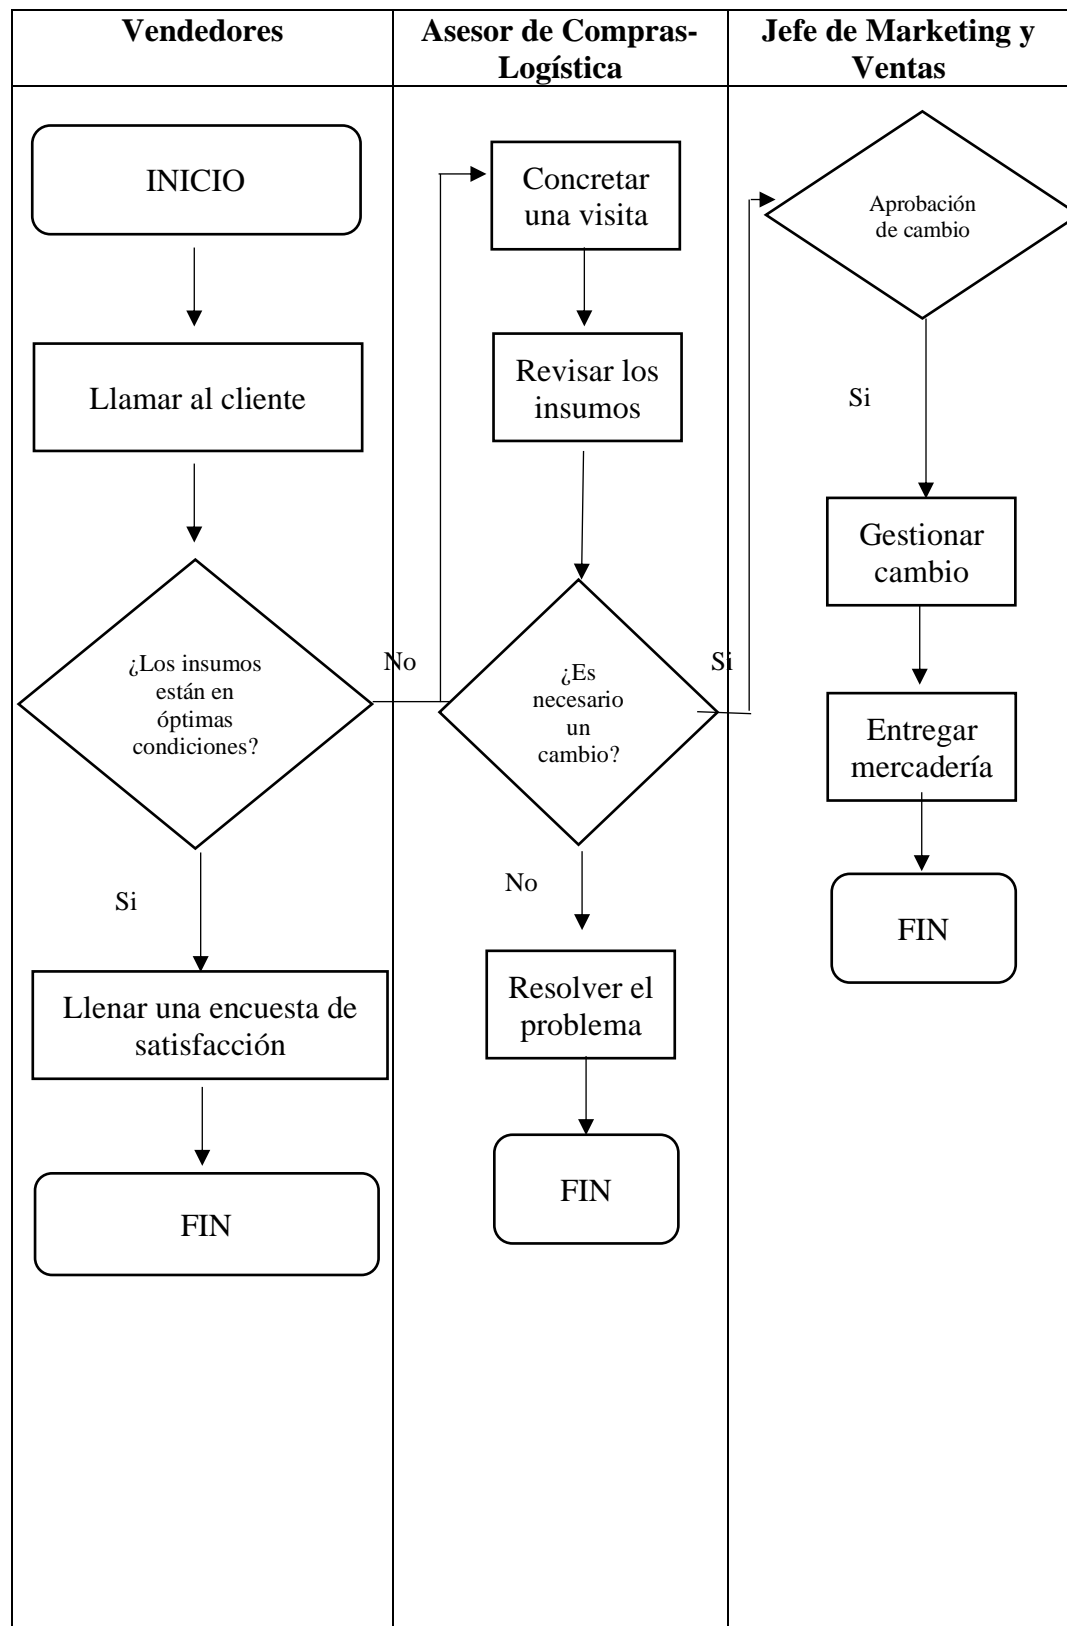 Vendedores
Asesor de Compras-
Logística
Jefe de Marketing y
Ventas
INICIO
Llamar al cliente
¿Los insumos
están en
óptimas
condiciones?
No
Si
Llenar una encuesta de
satisfacción
FIN
Concretar
una visita
Revisar los
insumos
¿Es
necesario
un
cambio?
Si
No
Resolver el
problema
FIN
Aprobación
de cambio
Si
Gestionar
cambio
Entregar
mercadería
FIN